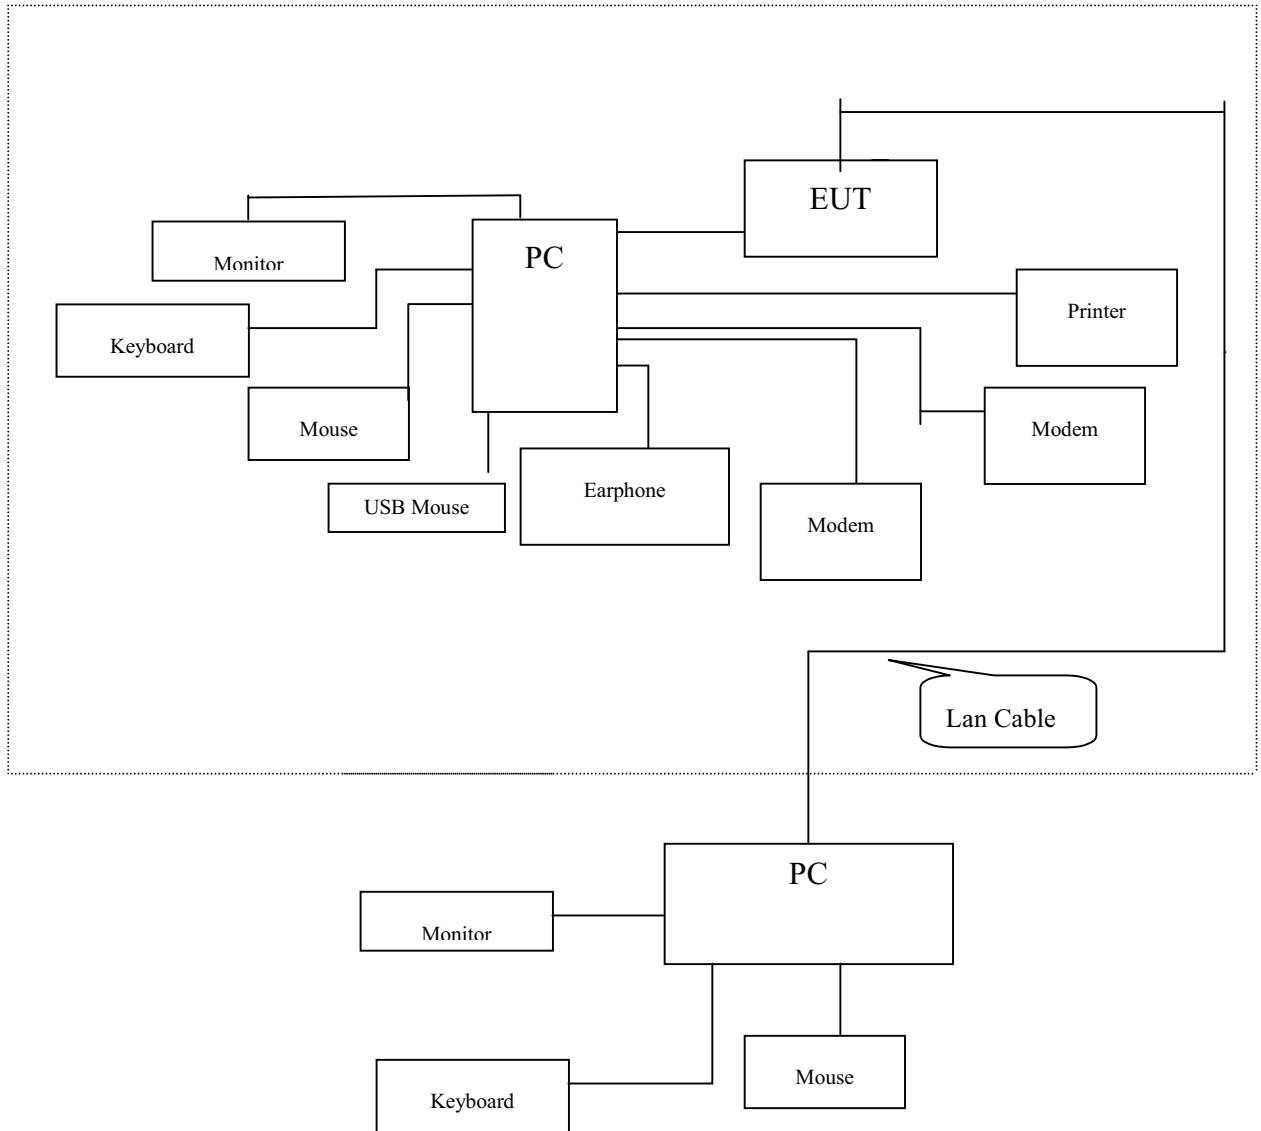 EUT
PC
Monitor
Printer
Keyboard
Mouse
Modem
Earphone
USB Mouse
Modem
Lan Cable
PC
Monitor
Mouse
Keyboard